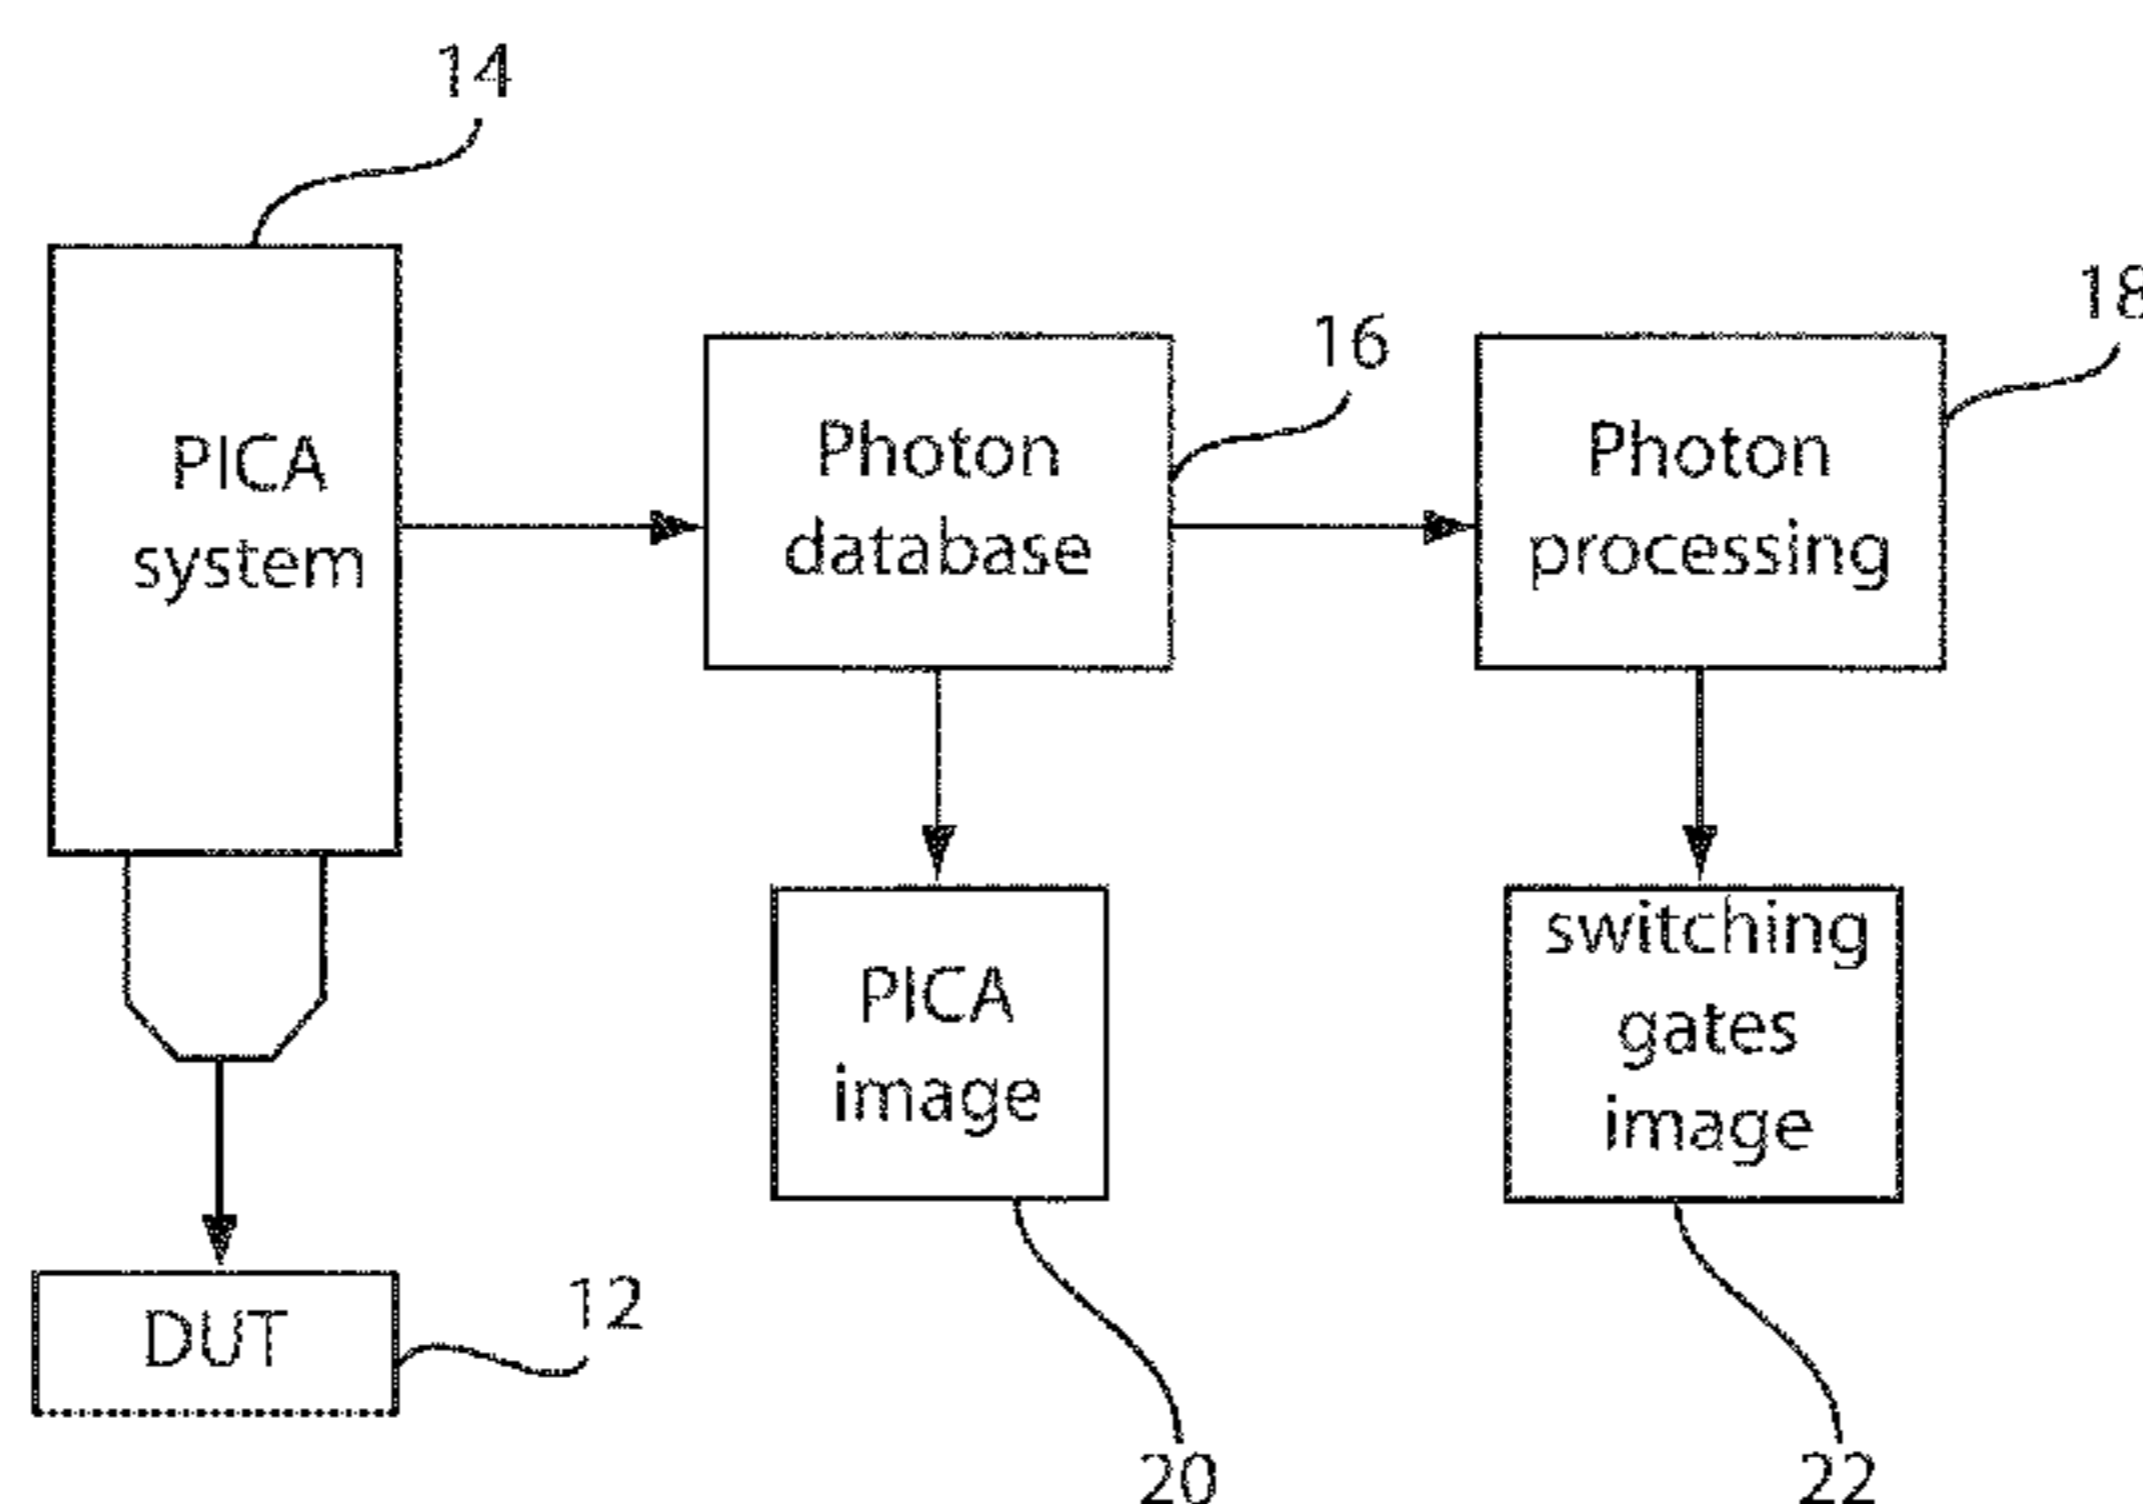 14
18
16
PICA
system
Photon
database
Photon
processing
PICA
image
switching
gates
image
DUT
12
20
22